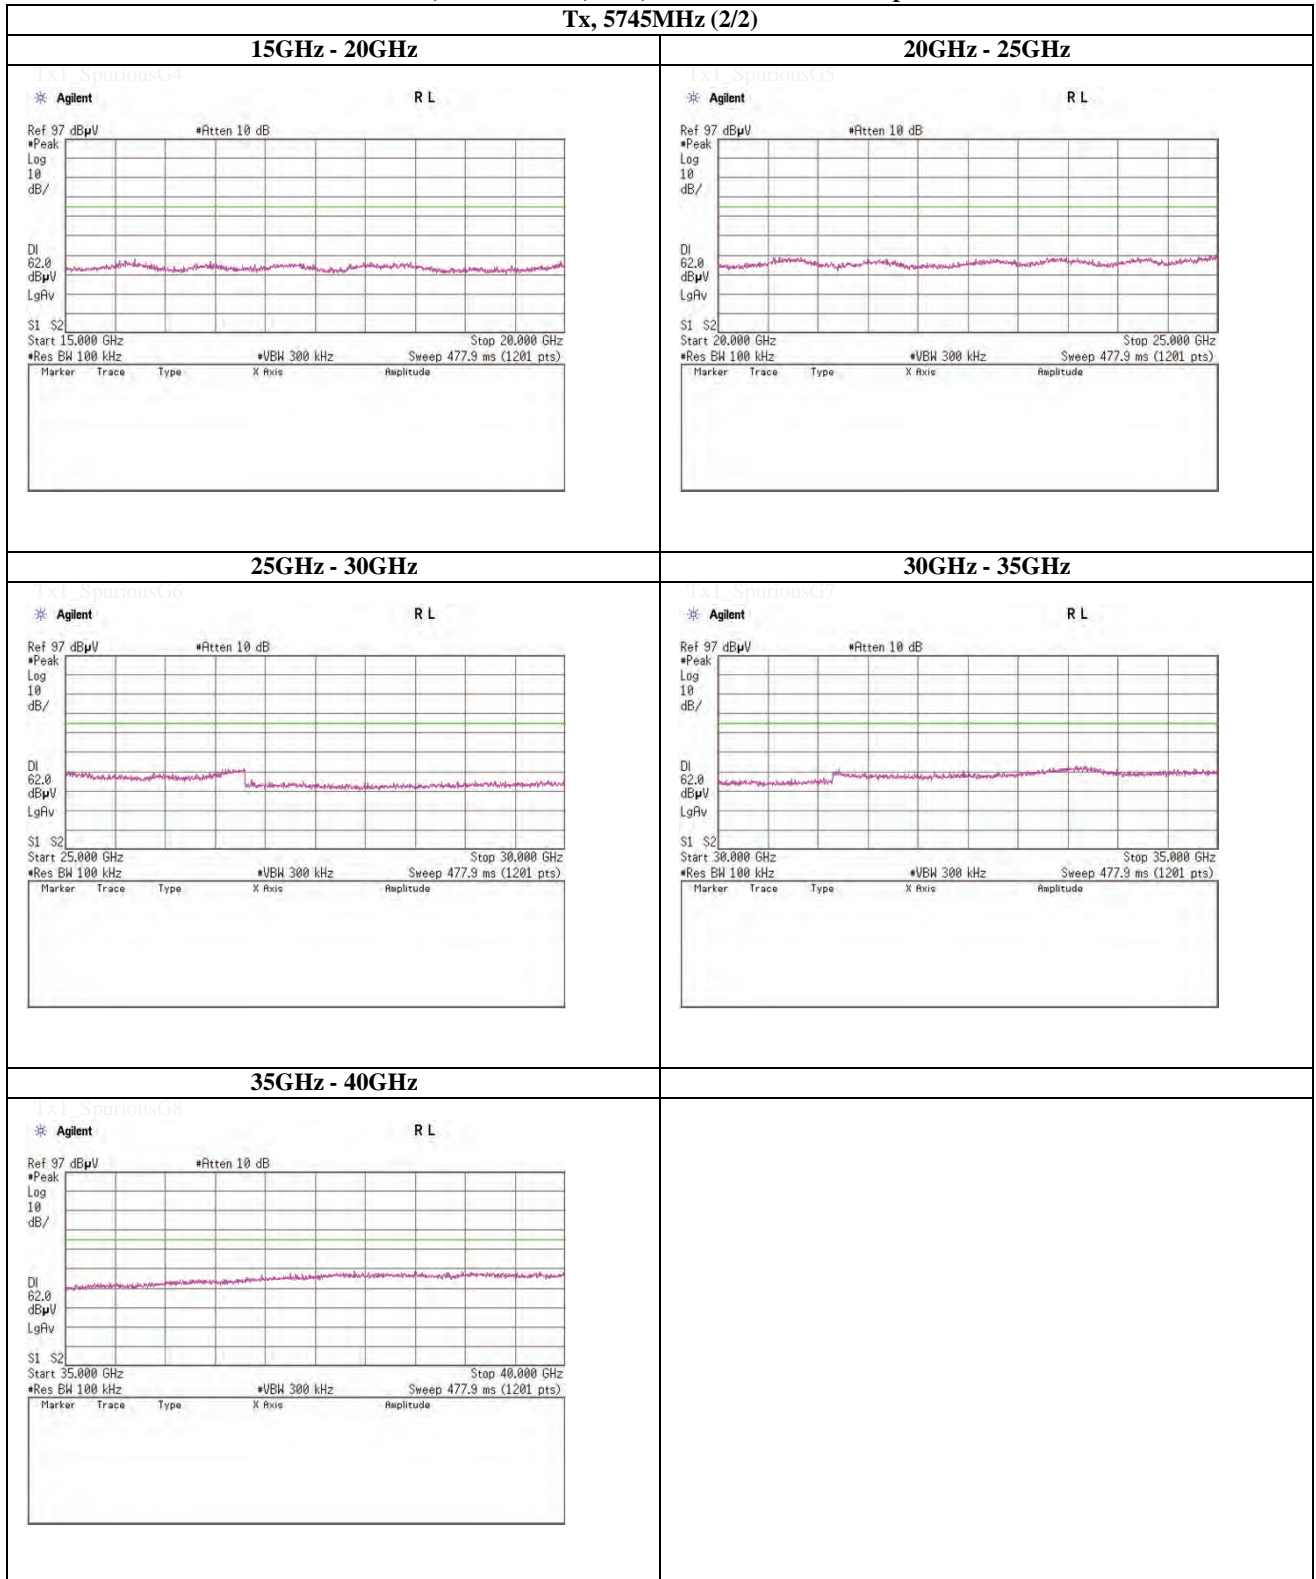 Tx, 5745MHz (2/2)
15GHz - 20GHz
20GHz - 25GHz
Tx1_SpuriousG4
Agilent
R L
Ref 97 dBµV
#Atten 10 dB
#Peak
Log
10
dB/
DI
62.0
dBµV
LgAv
S1 S2
Start 15.000 GHz
Stop 20.000 GHz
#Res BW 100 kHz
#VBW 300 kHz
Sweep 477.9 ms (1201 pts)
Marker Trace Type X Axis Amplitude
Tx1_SpuriousG5
Agilent
R L
Ref 97 dBµV
#Atten 10 dB
#Peak
Log
10
dB/
DI
62.0
dBµV
LgAv
S1 S2
Start 20.000 GHz
Stop 25.000 GHz
#Res BW 100 kHz
#VBW 300 kHz
Sweep 477.9 ms (1201 pts)
Marker Trace Type X Axis Amplitude
25GHz - 30GHz
30GHz - 35GHz
Tx1_SpuriousG6
Agilent
R L
Ref 97 dBµV
#Atten 10 dB
#Peak
Log
10
dB/
DI
62.0
dBµV
LgAv
S1 S2
Start 25.000 GHz
Stop 30.000 GHz
#Res BW 100 kHz
#VBW 300 kHz
Sweep 477.9 ms (1201 pts)
Marker Trace Type X Axis Amplitude
Tx1_SpuriousG7
Agilent
R L
Ref 97 dBµV
#Atten 10 dB
#Peak
Log
10
dB/
DI
62.0
dBµV
LgAv
S1 S2
Start 30.000 GHz
Stop 35.000 GHz
#Res BW 100 kHz
#VBW 300 kHz
Sweep 477.9 ms (1201 pts)
Marker Trace Type X Axis Amplitude
35GHz - 40GHz
Tx1_SpuriousG8
Agilent
R L
Ref 97 dBµV
#Atten 10 dB
#Peak
Log
10
dB/
DI
62.0
dBµV
LgAv
S1 S2
Start 35.000 GHz
Stop 40.000 GHz
#Res BW 100 kHz
#VBW 300 kHz
Sweep 477.9 ms (1201 pts)
Marker Trace Type X Axis Amplitude